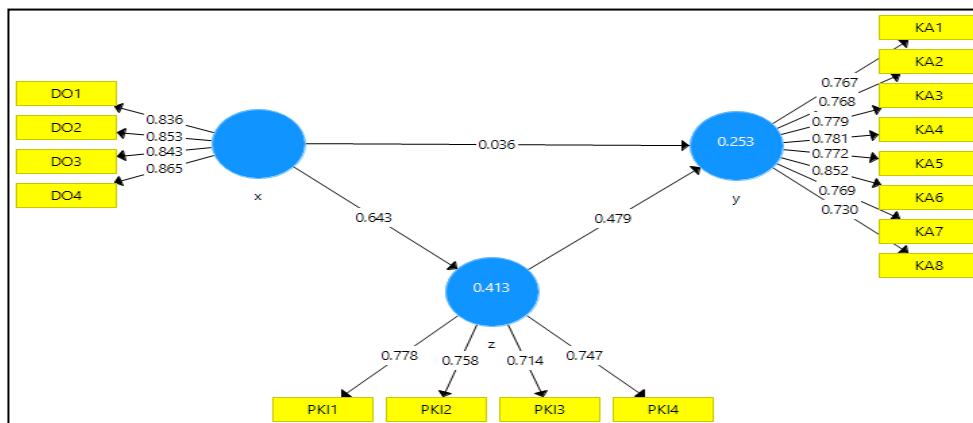 KA1
KA2
0.767
DO1
0.768
KA3
0.836
0.779
DO2
0.853
0.036
0.253
0.781
KA4
0.843
0.772
DO3
0.865
0.852
KA5
DO4
0.769
KA6
x
y
0.730
0.643
0.479
KA7
KA8
0.413
z
0.778
0.758
0.714
0.747
PKI1
PKI2
PKI3
PKI4